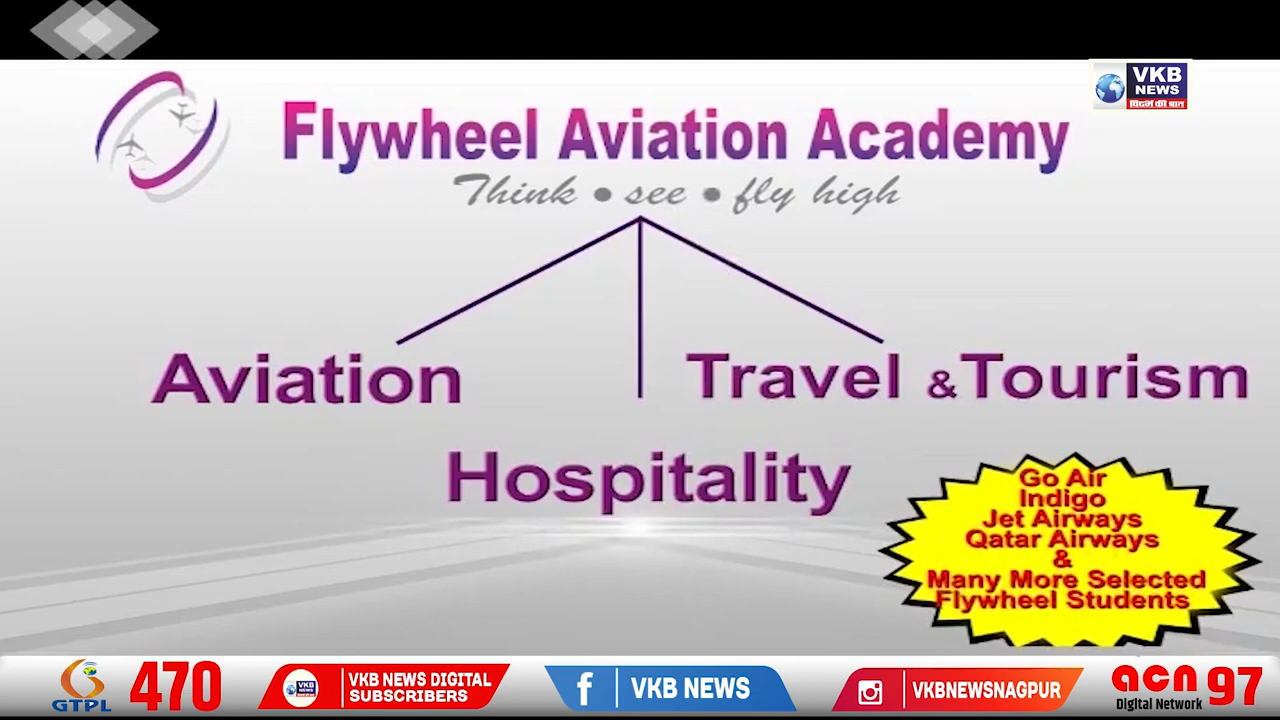 VKB
NEWS
विदर्भ की बात
Flywheel Aviation Academy
Think • see • fly high
Aviation
Travel & Tourism
Hospitality
Go Air
Indigo
Jet Airways
Qatar Airways
&
Many More Selected
Flywheel Students
GTPL
470
VKB
NEWS
VKB NEWS DIGITAL
SUBSCRIBERS
f
VKB NEWS
VKBNEWSNAGPUR
acn 97
Digital Network